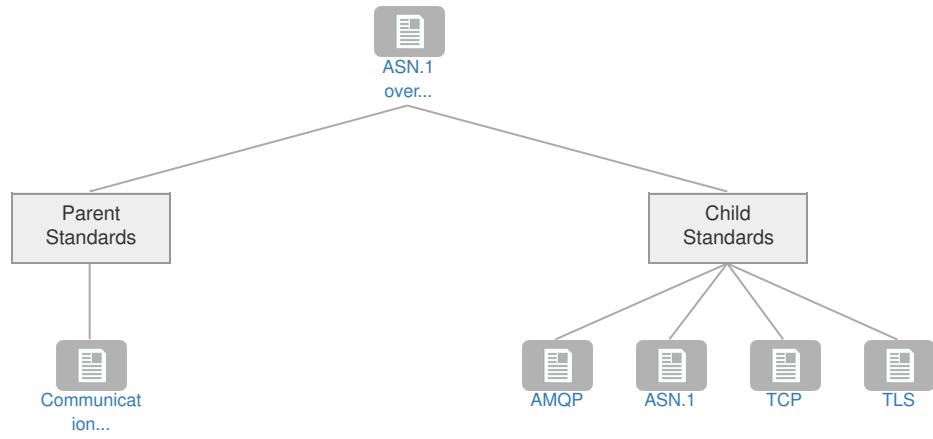 ASN.1
over...
Parent
Standards
Child
Standards
Communicat
ion...
AMQP
ASN.1
TCP
TLS